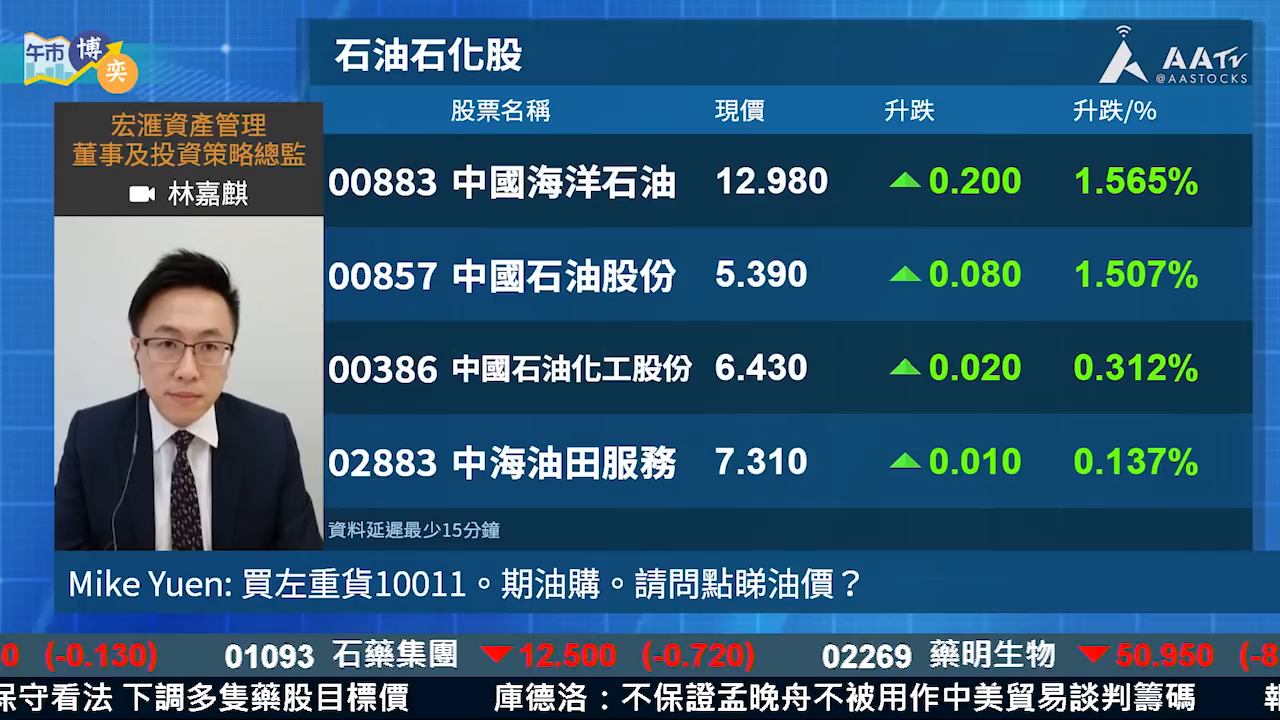 午市博奕
石油石化股
AATV
@AASTOCKS
宏滙資產管理
董事及投資策略總監
林嘉麒
股票名稱 現價 升跌 升跌/%
00883 中國海洋石油 12.980 0.200 1.565%
00857 中國石油股份 5.390 0.080 1.507%
00386 中國石油化工股份 6.430 0.020 0.312%
02883 中海油田服務 7.310 0.010 0.137%
資料延遲最少15分鐘
Mike Yuen: 買左重貨10011。期油購。請問點睇油價？
0 (-0.130) 01093 石藥集團 12.500 (-0.720) 02269 藥明生物 50.950 (-8
保守看法 下調多隻藥股目標價 庫德洛：不保證孟晚舟不被用作中美貿易談判籌碼